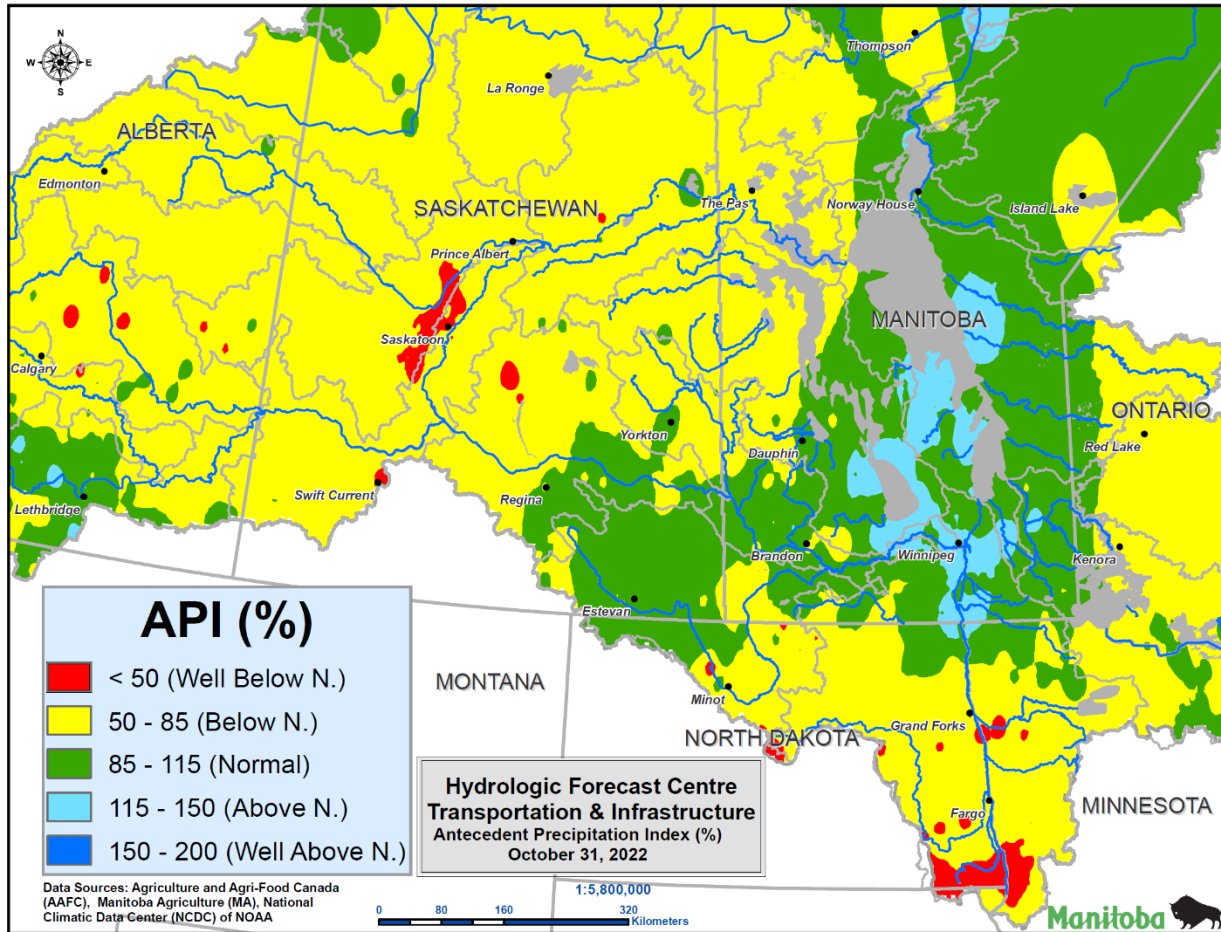 N
W E
S
Thompson
La Ronge
ALBERTA
Edmonton
SASKATCHEWAN
The Pas
Norway House
Island Lake
Prince Albert
MANITOBA
Saskatoon
Calgary
ONTARIO
Yorkton
Dauphin
Red Lake
Swift Current
Regina
Lethbridge
Brandon
Winnipeg
Kenora
Estevan
MONTANA
Minot
Grand Forks
NORTH DAKOTA
Fargo
MINNESOTA
API (%)
< 50 (Well Below N.)
50 - 85 (Below N.)
85 - 115 (Normal)
115 - 150 (Above N.)
150 - 200 (Well Above N.)
Hydrologic Forecast Centre
Transportation & Infrastructure
Antecedent Precipitation Index (%)
October 31, 2022
Data Sources: Agriculture and Agri-Food Canada
(AAFC), Manitoba Agriculture (MA), National
Climatic Data Center (NCDC) of NOAA
1:5,800,000
0 80 160 320
Kilometers
Manitoba